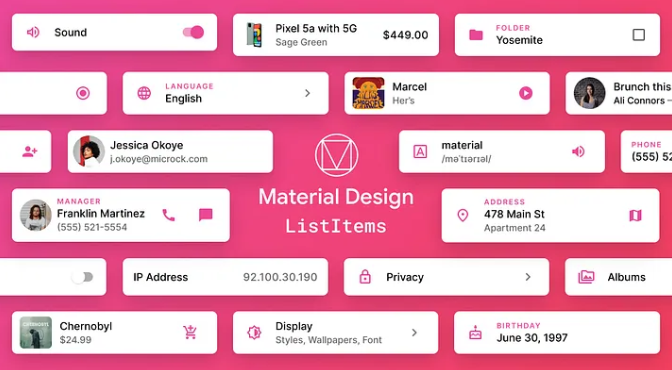 Sound
Pixel 5a with 5G
Sage Green
$449.00
FOLDER
Yosemite
LANGUAGE
English
Marcel
Her's
Brunch this
Ali Connors –
Jessica Okoye
j.okoye@microck.com
material
/məˈtɪərɪəl/
PHONE
(555) 52
MANAGER
Franklin Martinez
(555) 521-5554
Material Design
ListItems
ADDRESS
478 Main St
Apartment 24
IP Address
92.100.30.190
Privacy
Albums
Chernobyl
$24.99
Display
Styles, Wallpapers, Font
BIRTHDAY
June 30, 1997